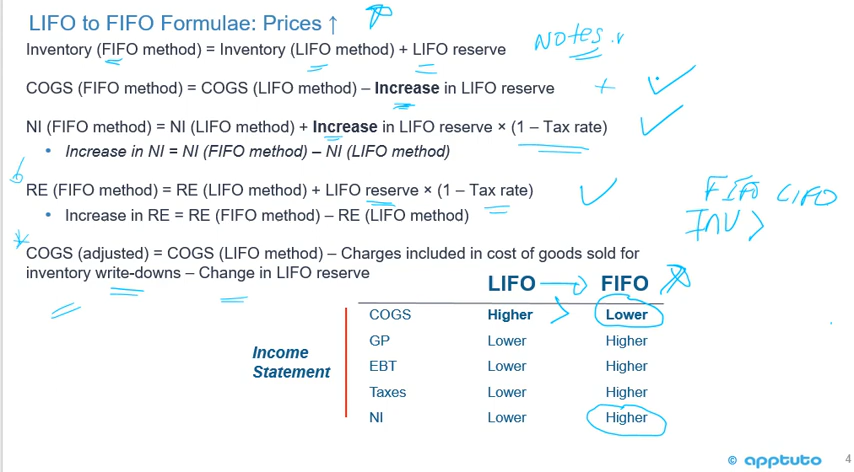 LIFO to FIFO Formulae: Prices ↑
Inventory (FIFO method) = Inventory (LIFO method) + LIFO reserve
NOTES
COGS (FIFO method) = COGS (LIFO method) – Increase in LIFO reserve
+
NI (FIFO method) = NI (LIFO method) + Increase in LIFO reserve × (1 – Tax rate)
• Increase in NI = NI (FIFO method) – NI (LIFO method)
RE (FIFO method) = RE (LIFO method) + LIFO reserve × (1 – Tax rate)
FIFO LIFO
• Increase in RE = RE (FIFO method) – RE (LIFO method)
INV >
COGS (adjusted) = COGS (LIFO method) – Charges included in cost of goods sold for
inventory write-downs – Change in LIFO reserve
LIFO → FIFO
COGS Higher > Lower
GP Lower Higher
Income
Statement
EBT Lower Higher
Taxes Lower Higher
NI Lower Higher
© apptuto 4